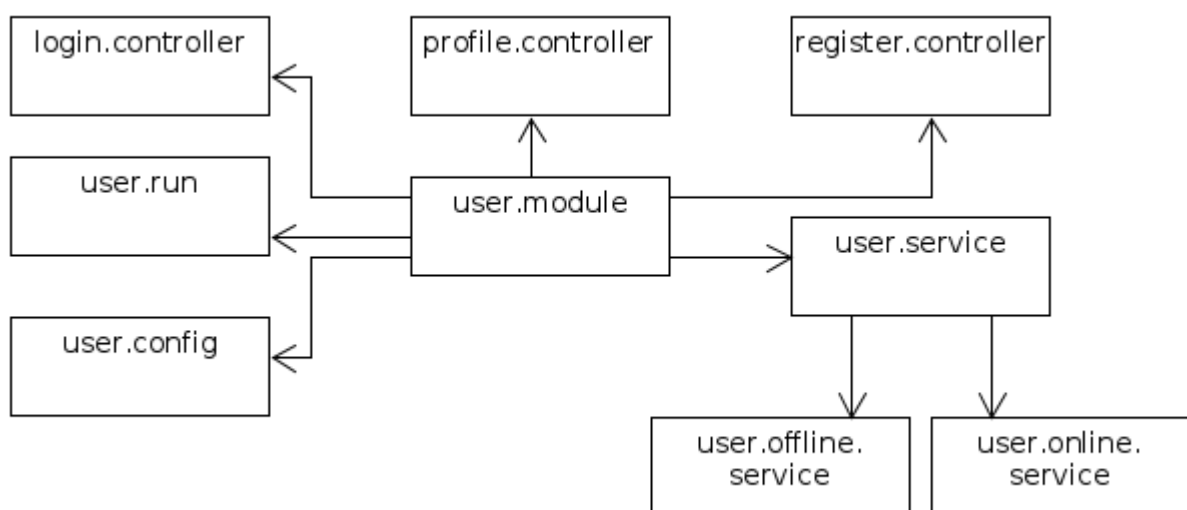 login.controller
profile.controller
register.controller
user.run
user.module
user.service
user.config
user.offline.
service
user.online.
service